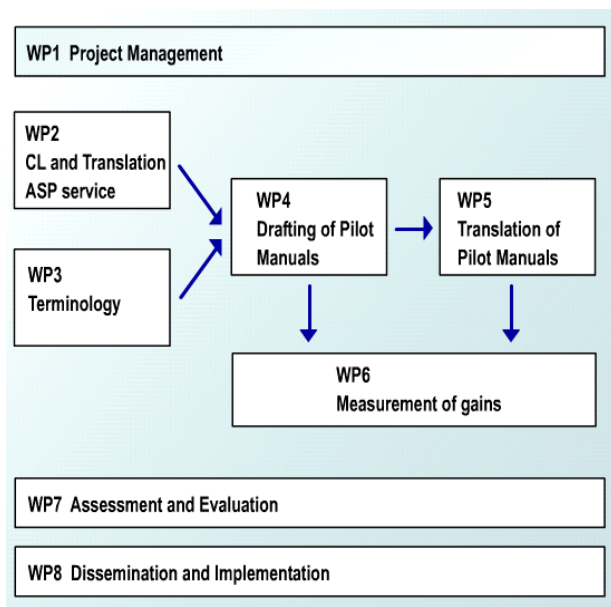 WP1 Project Management
WP2
CL and Translation
ASP service
WP3
Terminology
WP4
Drafting of Pilot
Manuals
WP5
Translation of
Pilot Manuals
WP6
Measurement of gains
WP7 Assessment and Evaluation
WP8 Dissemination and Implementation